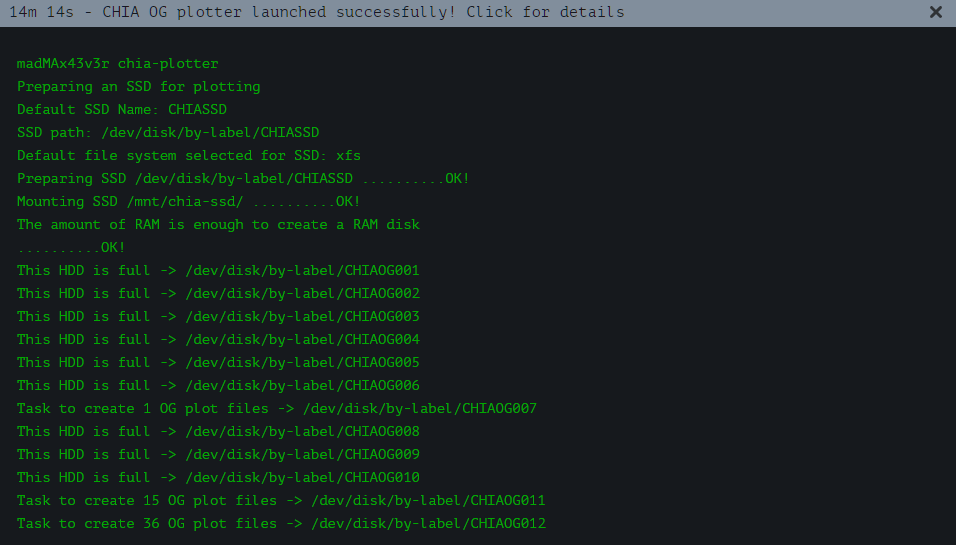 14m 14s - CHIA OG plotter launched successfully! Click for details
madMAx43v3r chia-plotter
Preparing an SSD for plotting
Default SSD Name: CHIASSD
SSD path: /dev/disk/by-label/CHIASSD
Default file system selected for SSD: xfs
Preparing SSD /dev/disk/by-label/CHIASSD ..........OK!
Mounting SSD /mnt/chia-ssd/ ..........OK!
The amount of RAM is enough to create a RAM disk
..........OK!
This HDD is full -> /dev/disk/by-label/CHIAOG001
This HDD is full -> /dev/disk/by-label/CHIAOG002
This HDD is full -> /dev/disk/by-label/CHIAOG003
This HDD is full -> /dev/disk/by-label/CHIAOG004
This HDD is full -> /dev/disk/by-label/CHIAOG005
This HDD is full -> /dev/disk/by-label/CHIAOG006
Task to create 1 OG plot files -> /dev/disk/by-label/CHIAOG007
This HDD is full -> /dev/disk/by-label/CHIAOG008
This HDD is full -> /dev/disk/by-label/CHIAOG009
This HDD is full -> /dev/disk/by-label/CHIAOG010
Task to create 15 OG plot files -> /dev/disk/by-label/CHIAOG011
Task to create 36 OG plot files -> /dev/disk/by-label/CHIAOG012